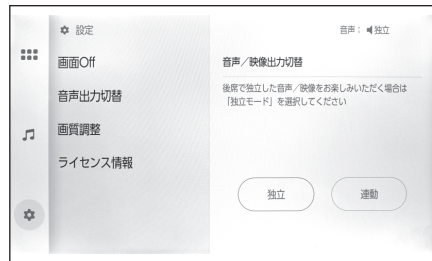 設定
音声： 独立
画面Off
音声出力切替
画質調整
ライセンス情報
音声／映像出力切替
後席で独立した音声／映像をお楽しみいただく場合は
「独立モード」を選択してください
独立
連動